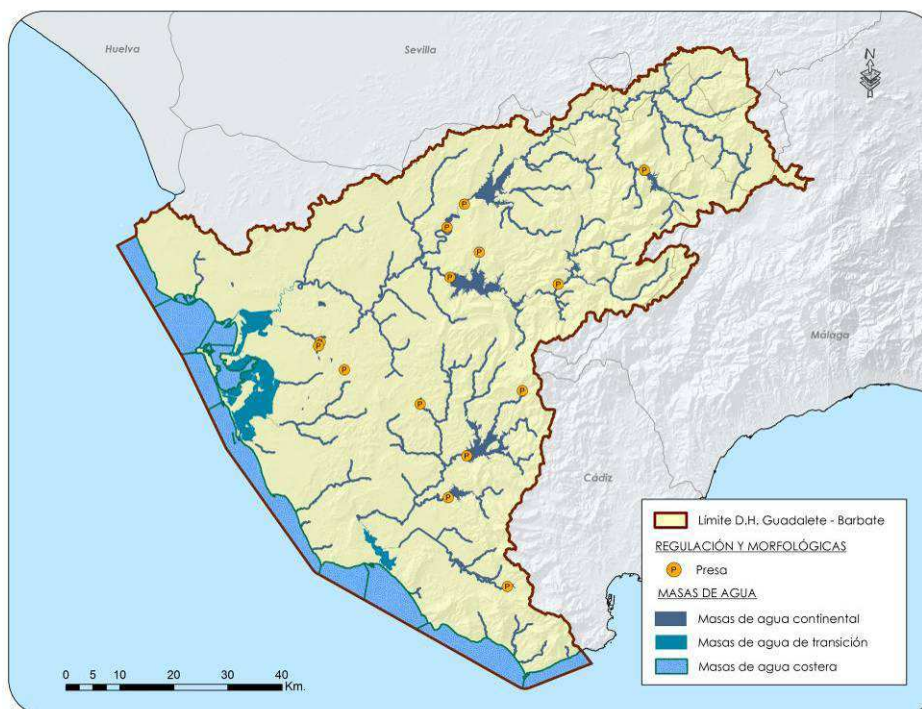 Huelva
Sevilla
N
P
P
P
P
P
P
P
P
P
P
P
P
P
Málaga
Cádiz
Límite D.H. Guadalete - Barbate
REGULACIÓN Y MORFOLÓGICAS
P Presa
MASAS DE AGUA
Masas de agua continental
Masas de agua de transición
Masas de agua costera
0 5 10 20 30 40
Km.